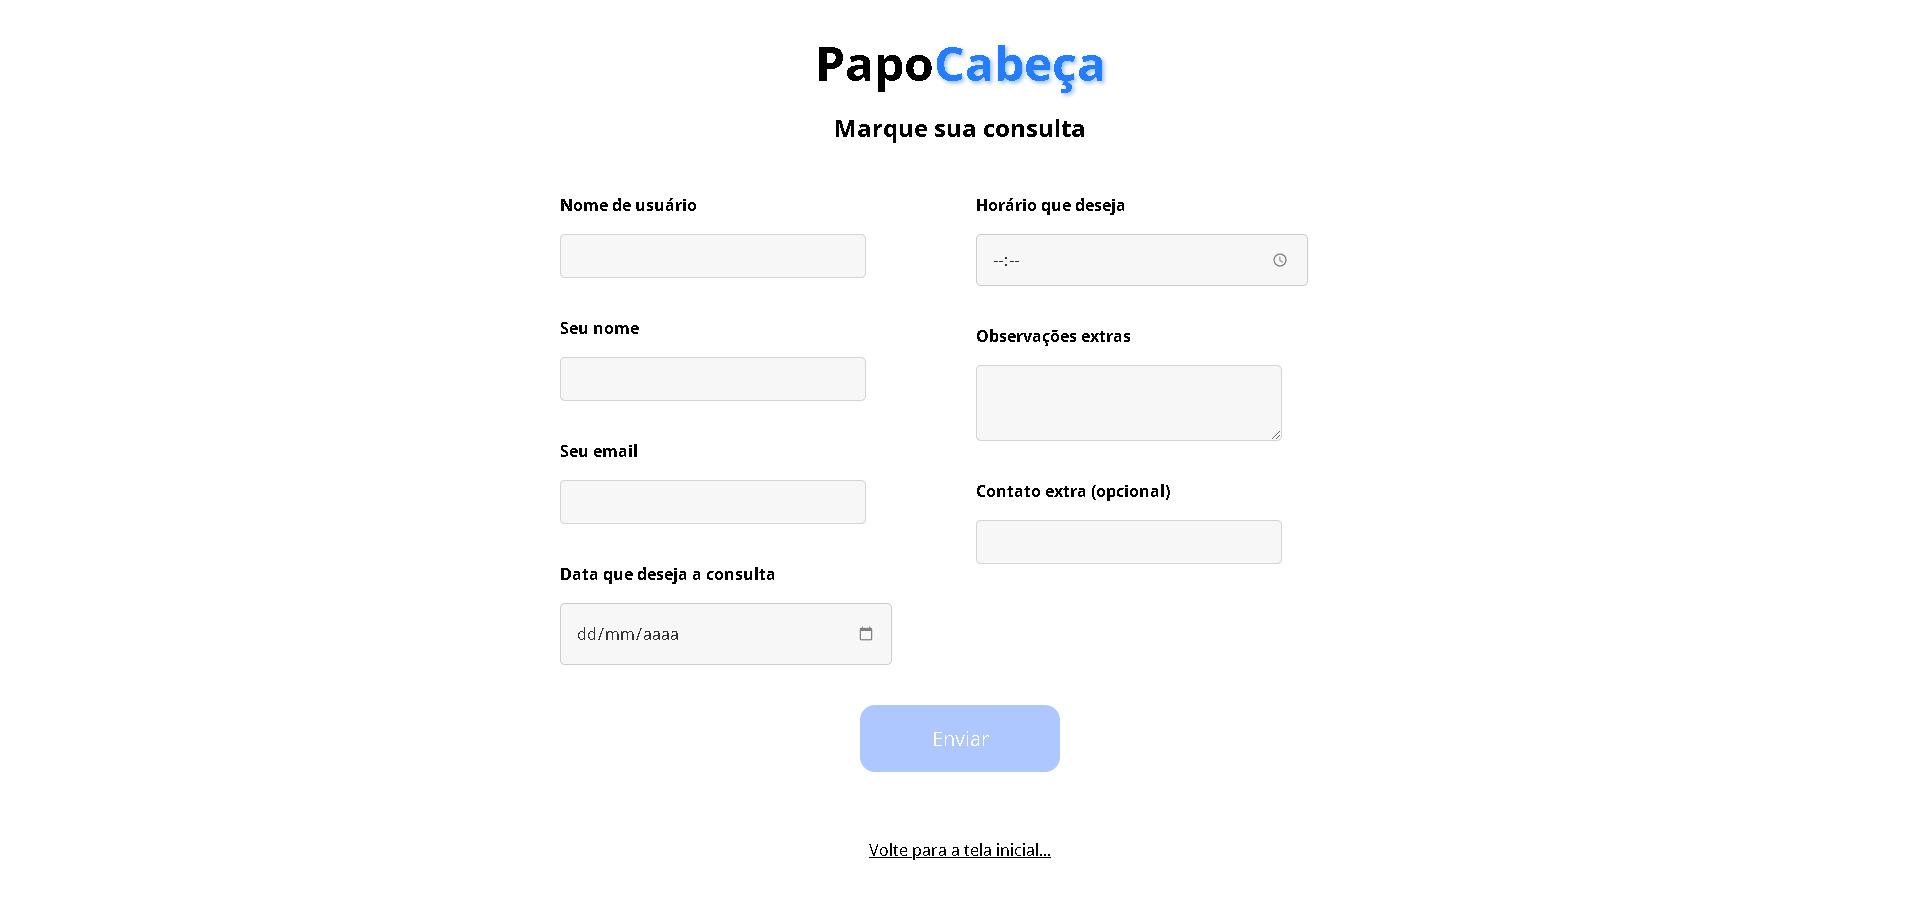 PapoCabeça
Marque sua consulta
Nome de usuário
Seu nome
Seu email
Data que deseja a consulta
dd/mm/aaaa
Horário que deseja
--:--
Observações extras
Contato extra (opcional)
Enviar
Volte para a tela inicial...